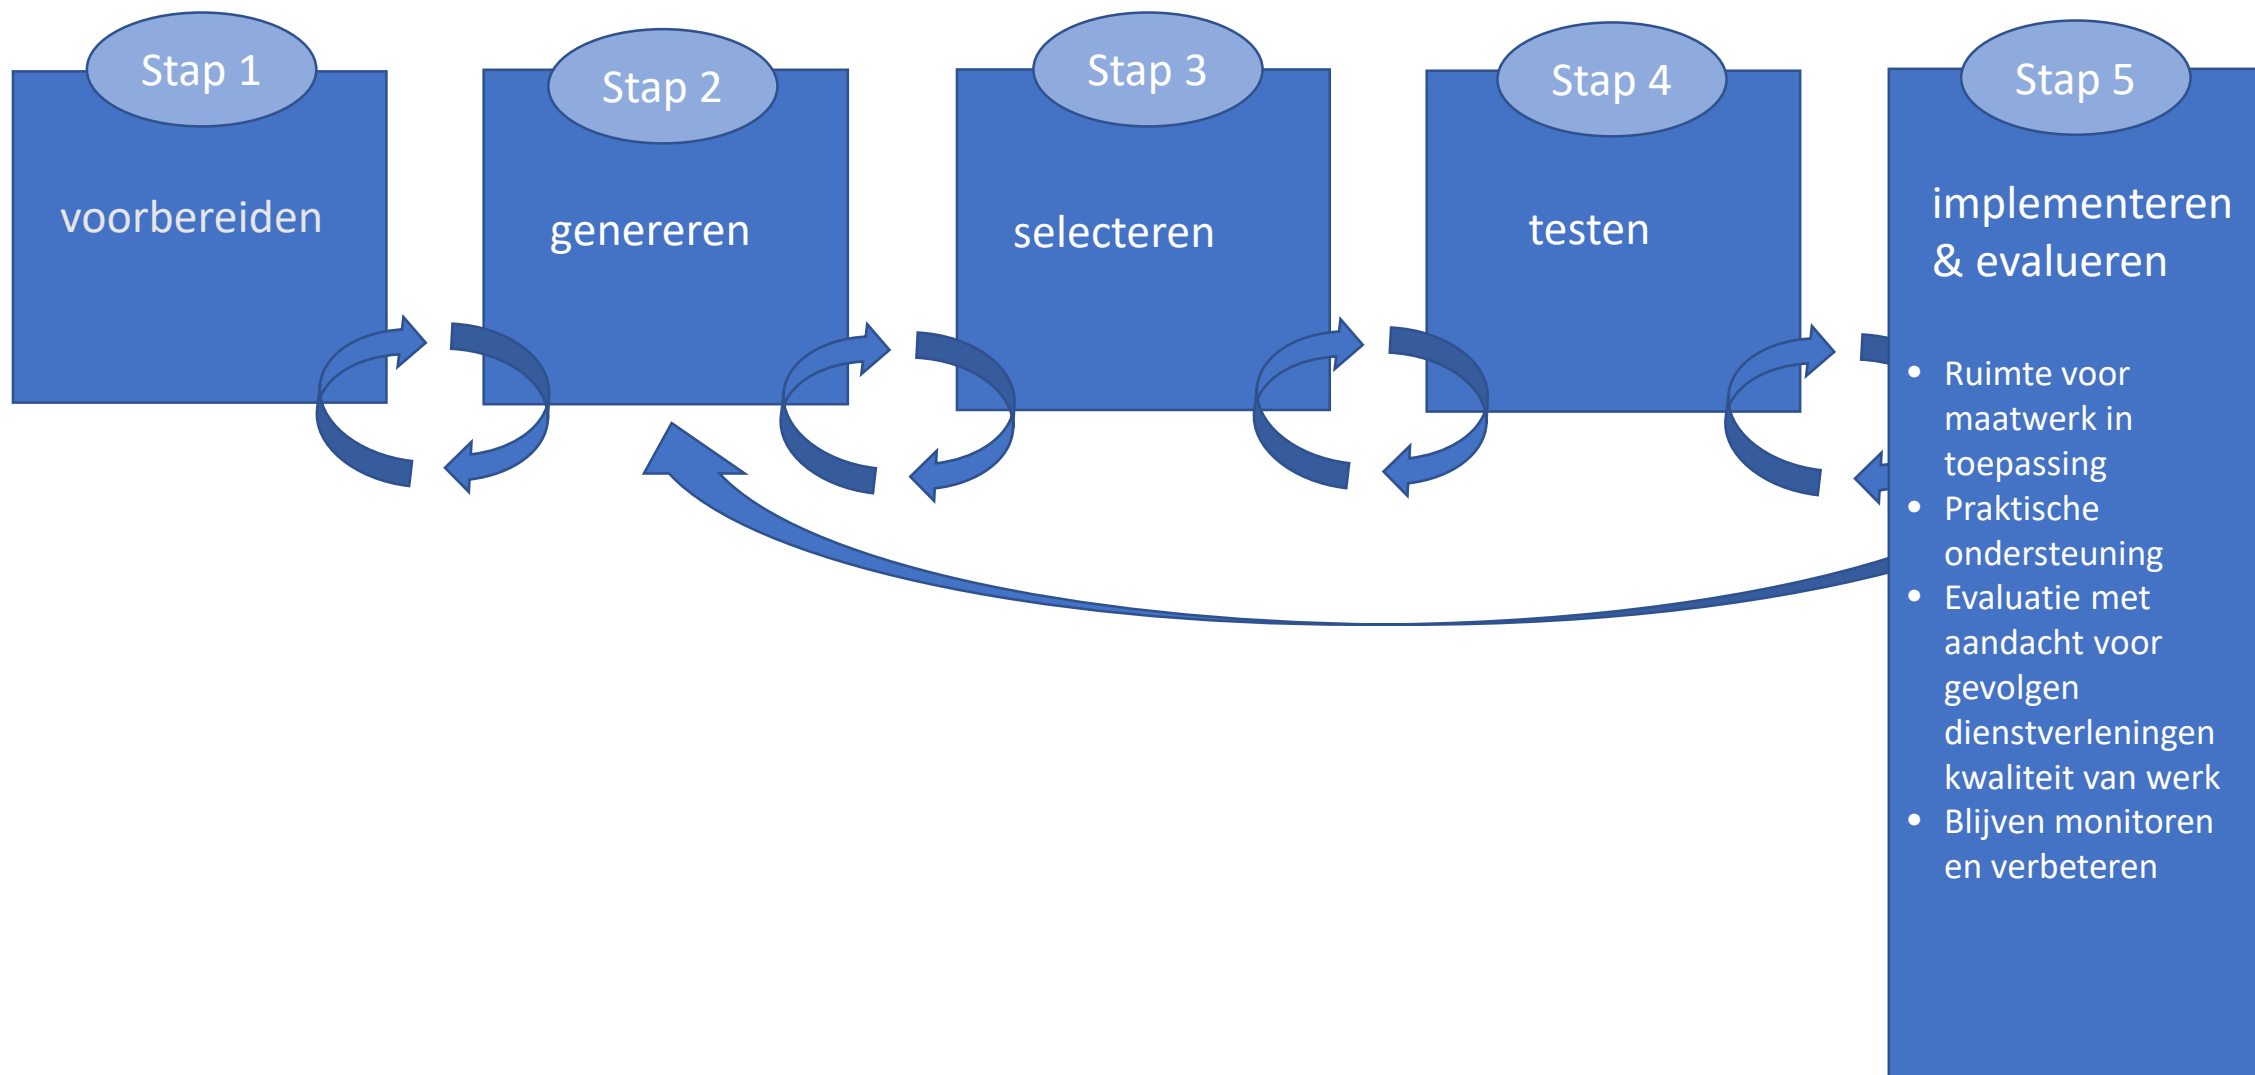 Stap 1
voorbereiden
Stap 2
genereren
Stap 3
selecteren
Stap 4
testen
Stap 5
implementeren
& evalueren
• Ruimte voor
maatwerk in
toepassing
• Praktische
ondersteuning
• Evaluatie met
aandacht voor
gevolgen
dienstverleningen
kwaliteit van werk
• Blijven monitoren
en verbeteren